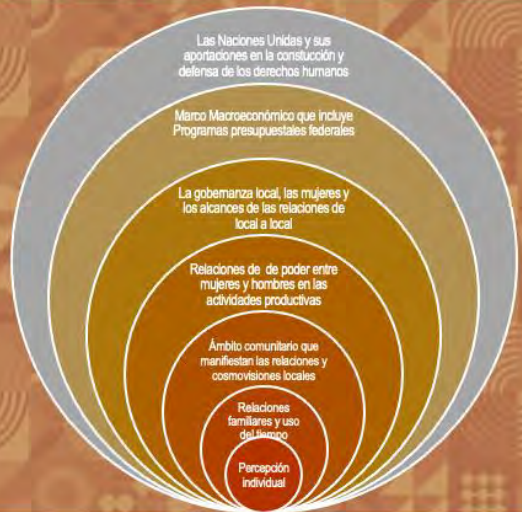 Las Naciones Unidas y sus
aportaciones en la constucción y
defensa de los derechos humanos
Marco Macroeconómico que incluye
Programas presupuestales federales
La gobernanza local, las mujeres y
los alcances de las relaciones de
local a local
Relaciones de de poder entre
mujeres y hombres en las
actividades productivas
Ámbito comunitario que
manifiestan las relaciones y
cosmovisiones locales
Relaciones
familiares y uso
del tiempo
Percepción
individual